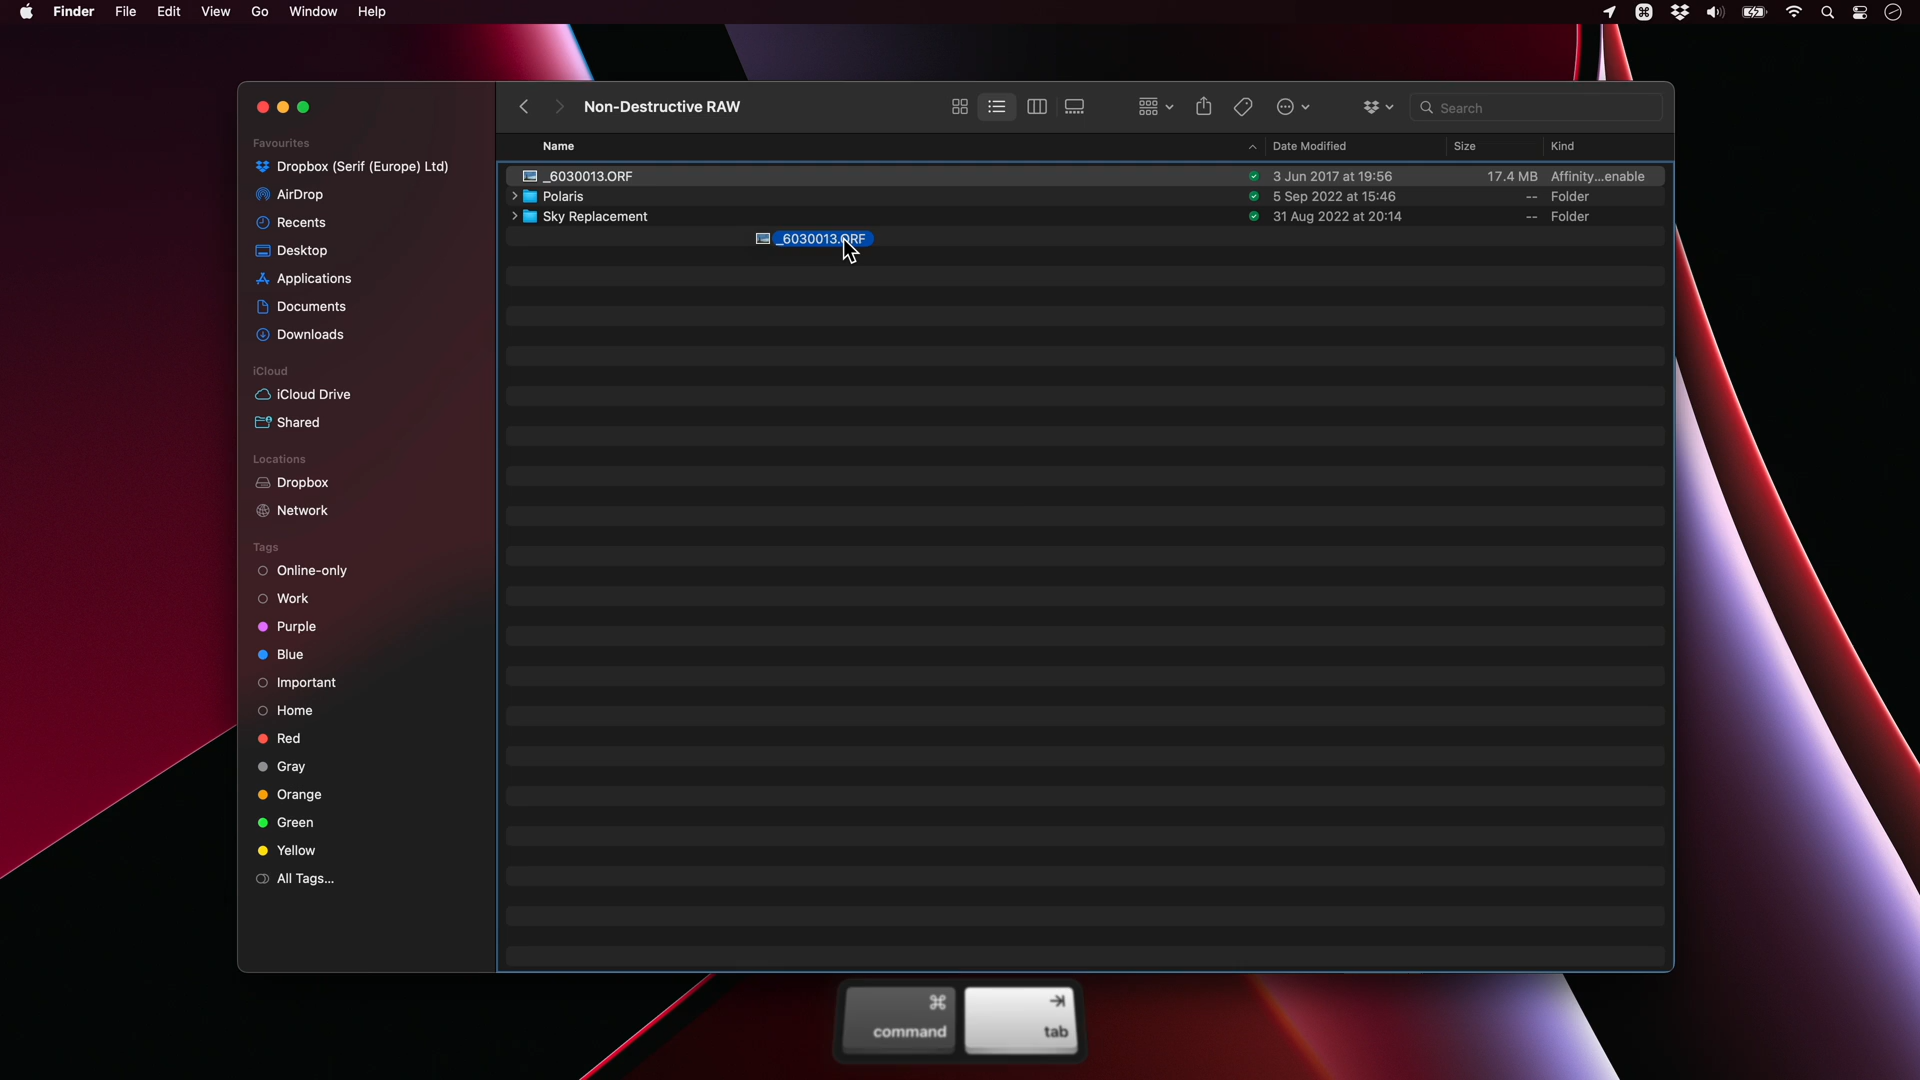 Finder File Edit View Go Window Help
Non-Destructive RAW
Search
Favourites
Dropbox (Serif (Europe) Ltd)
AirDrop
Recents
Desktop
Applications
Documents
Downloads
iCloud
iCloud Drive
Shared
Locations
Dropbox
Network
Tags
Online-only
Work
Purple
Blue
Important
Home
Red
Gray
Orange
Green
Yellow
All Tags...
Name Date Modified Size Kind
_6030013.ORF 3 Jun 2017 at 19:56 17.4 MB Affinity...enable
Polaris 5 Sep 2022 at 15:46 -- Folder
Sky Replacement 31 Aug 2022 at 20:14 -- Folder
_6030013.ORF
⌘ ⇥
command tab